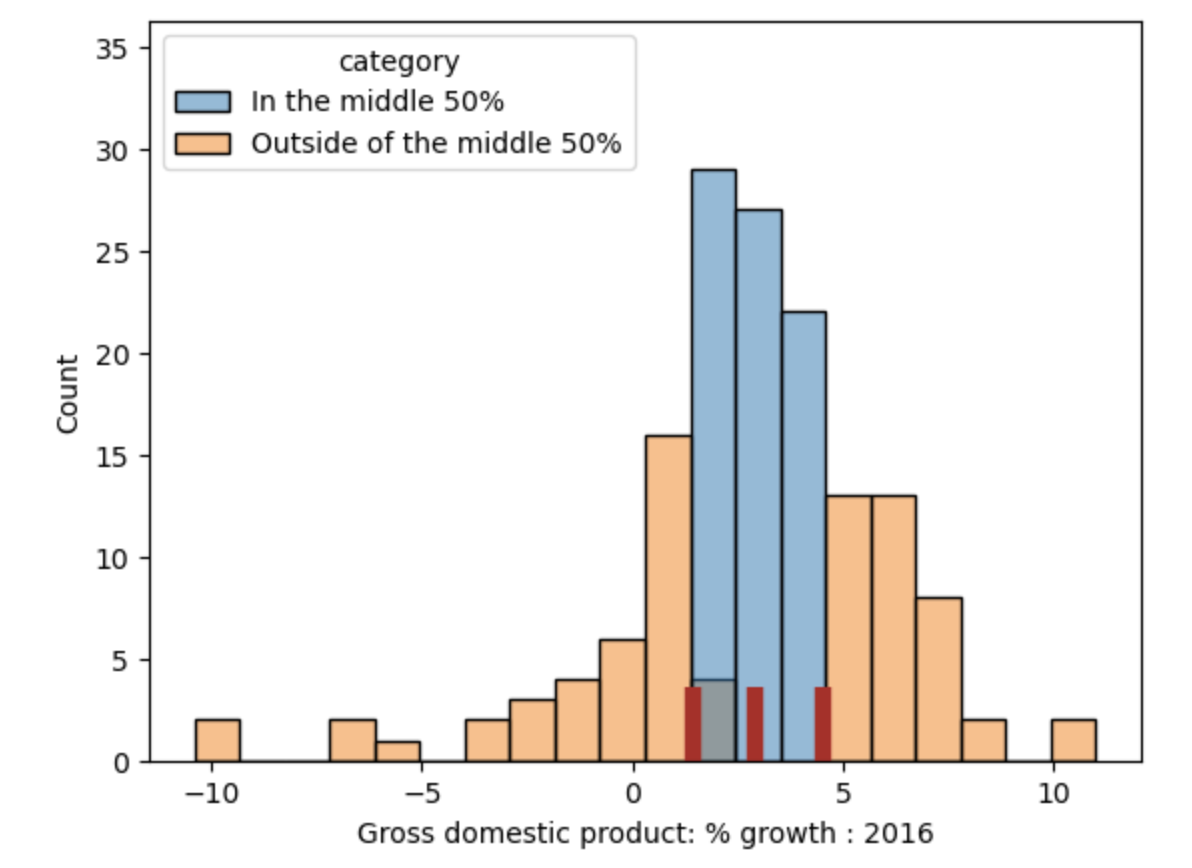 category
In the middle 50%
Outside of the middle 50%
35
30
25
20
15
10
5
0
Count
−10
−5
0
5
10
Gross domestic product: % growth : 2016